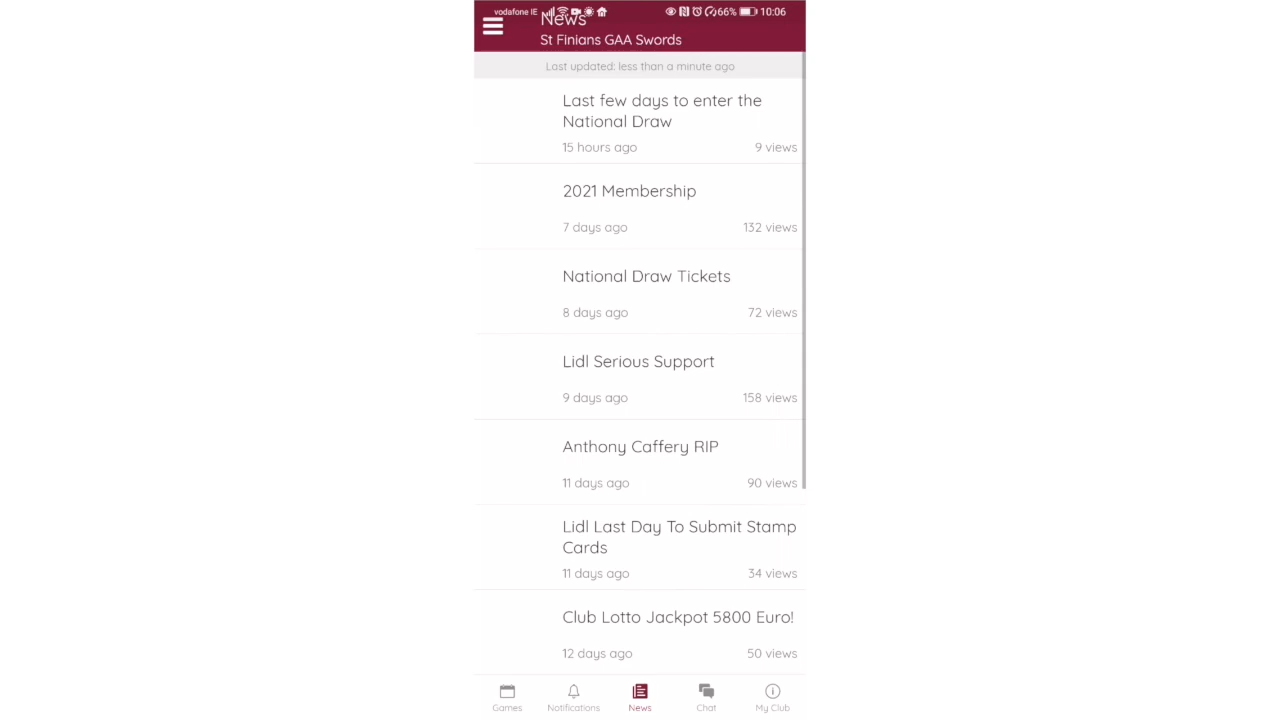 vodafone IE 66% 10:06
News
St Finians GAA Swords
Last updated: less than a minute ago
Last few days to enter the
National Draw
15 hours ago 9 views
2021 Membership
7 days ago 132 views
National Draw Tickets
8 days ago 72 views
Lidl Serious Support
9 days ago 158 views
Anthony Caffery RIP
11 days ago 90 views
Lidl Last Day To Submit Stamp
Cards
11 days ago 34 views
Club Lotto Jackpot 5800 Euro!
12 days ago 50 views
Games Notifications News Chat My Club